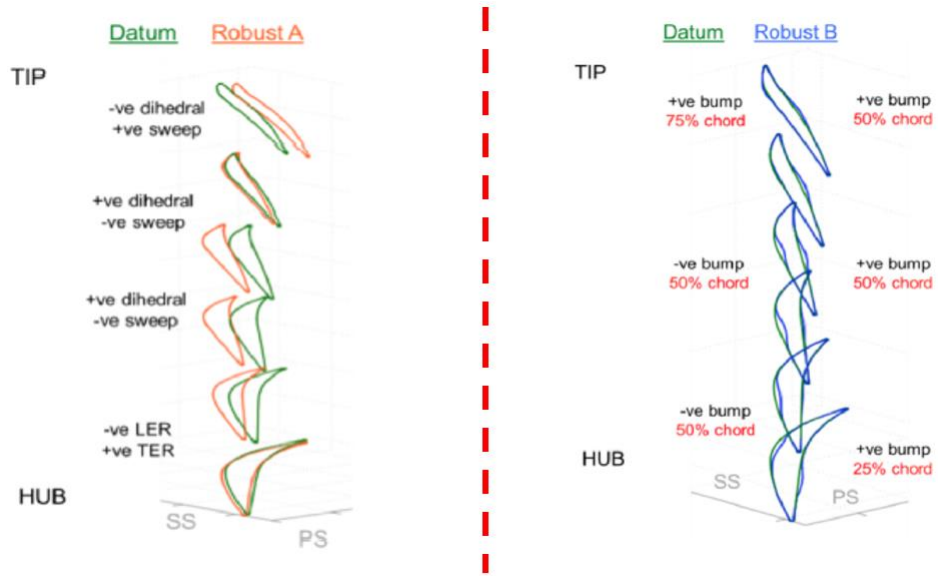 Datum Robust A
TIP
-ve dihedral
+ve sweep
+ve dihedral
-ve sweep
+ve dihedral
-ve sweep
-ve LER
+ve TER
HUB
SS
PS
Datum Robust B
TIP
+ve bump
75% chord
+ve bump
50% chord
-ve bump
50% chord
+ve bump
50% chord
-ve bump
50% chord
HUB
+ve bump
25% chord
SS
PS